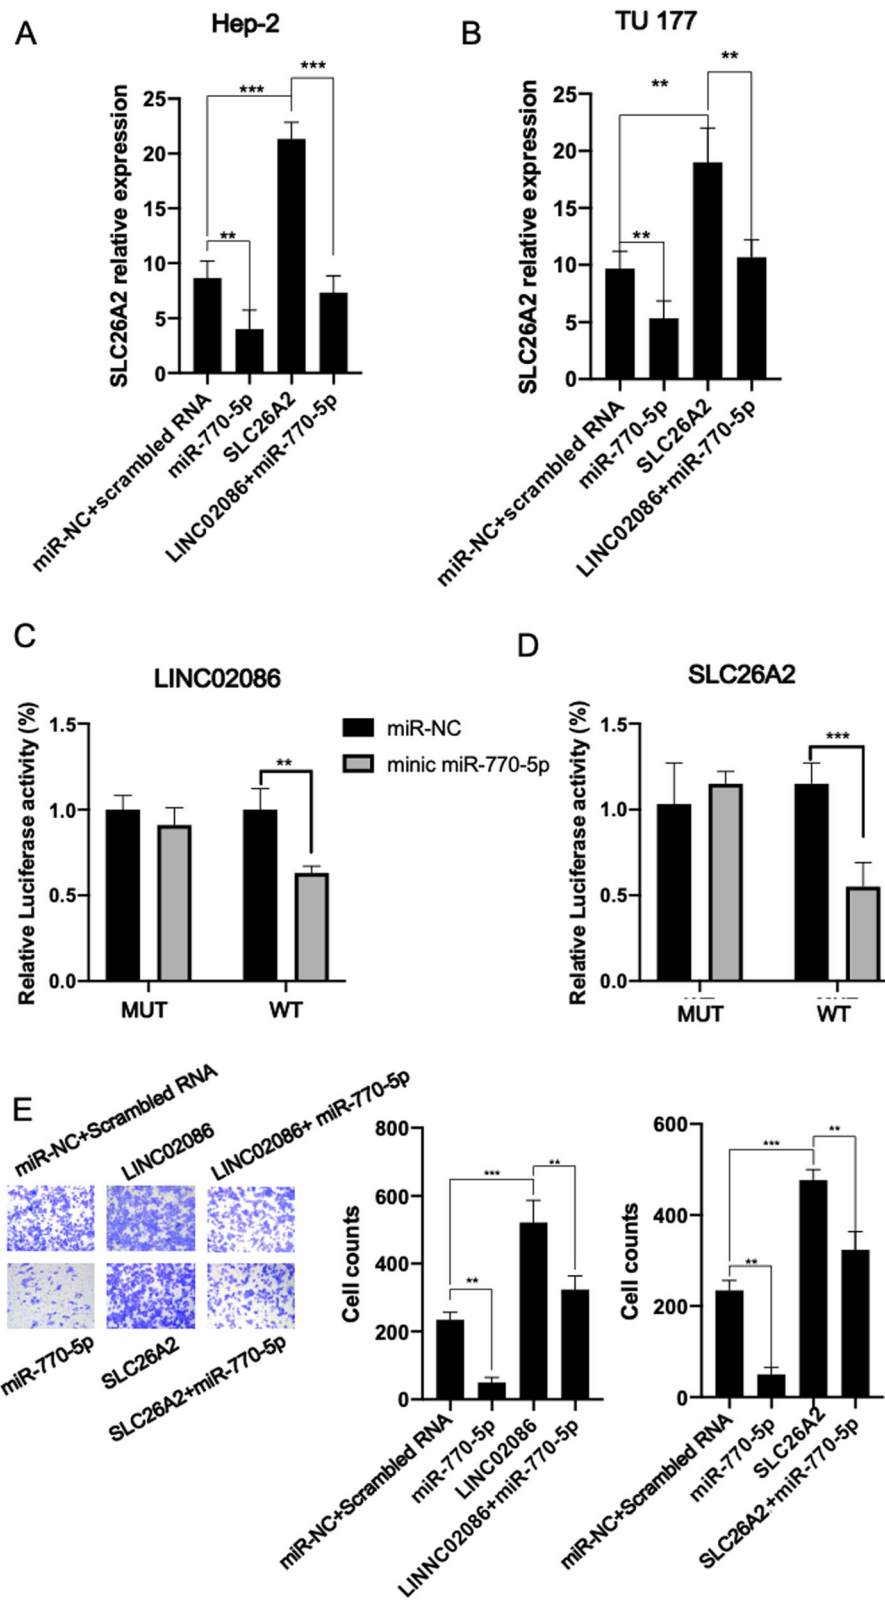 A
Hep-2
SLC26A2 relative expression
25
20
15
10
5
0
***
***
**
miR-NC+scrambled RNA
miR-770-5p
SLC26A2
LINC02086+miR-770-5p
B
TU 177
SLC26A2 relative expression
25
20
15
10
5
0
**
**
**
miR-NC+scrambled RNA
miR-770-5p
SLC26A2
LINC02086+miR-770-5p
C
LINC02086
Relative Luciferase activity (%)
1.5
1.0
0.5
0.0
**
MUT
WT
miR-NC
minic miR-770-5p
D
SLC26A2
Relative Luciferase activity (%)
1.5
1.0
0.5
0.0
***
MUT
WT
E
miR-NC+Scrambled RNA
LINC02086
LINC02086+ miR-770-5p
miR-770-5p
SLC26A2
SLC26A2+miR-770-5p
Cell counts
800
600
400
200
0
***
**
**
miR-NC+Scrambled RNA
miR-770-5p
LINC02086
LINNC02086+miR-770-5p
Cell counts
600
400
200
0
***
**
**
miR-NC+Scrambled RNA
miR-770-5p
SLC26A2
SLC26A2+miR-770-5p